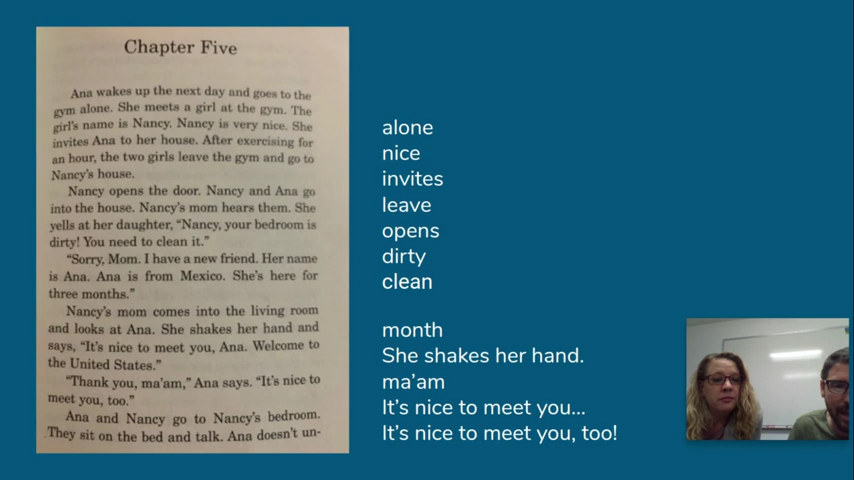 Chapter Five
Ana wakes up the next day and goes to the
gym alone. She meets a girl at the gym. The
girl's name is Nancy. Nancy is very nice. She
invites Ana to her house. After exercising for
an hour, the two girls leave the gym and go to
Nancy's house.
Nancy opens the door. Nancy and Ana go
into the house. Nancy's mom hears them. She
yells at her daughter, "Nancy, your bedroom is
dirty! You need to clean it."
"Sorry, Mom. I have a new friend. Her name
is Ana. Ana is from Mexico. She's here for
three months."
Nancy's mom comes into the living room
and looks at Ana. She shakes her hand and
says, "It's nice to meet you, Ana. Welcome to
the United States."
"Thank you, ma'am," Ana says. "It's nice to
meet you, too."
Ana and Nancy go to Nancy's bedroom.
They sit on the bed and talk. Ana doesn't un-
alone
nice
invites
leave
opens
dirty
clean
month
She shakes her hand.
ma'am
It's nice to meet you...
It's nice to meet you, too!